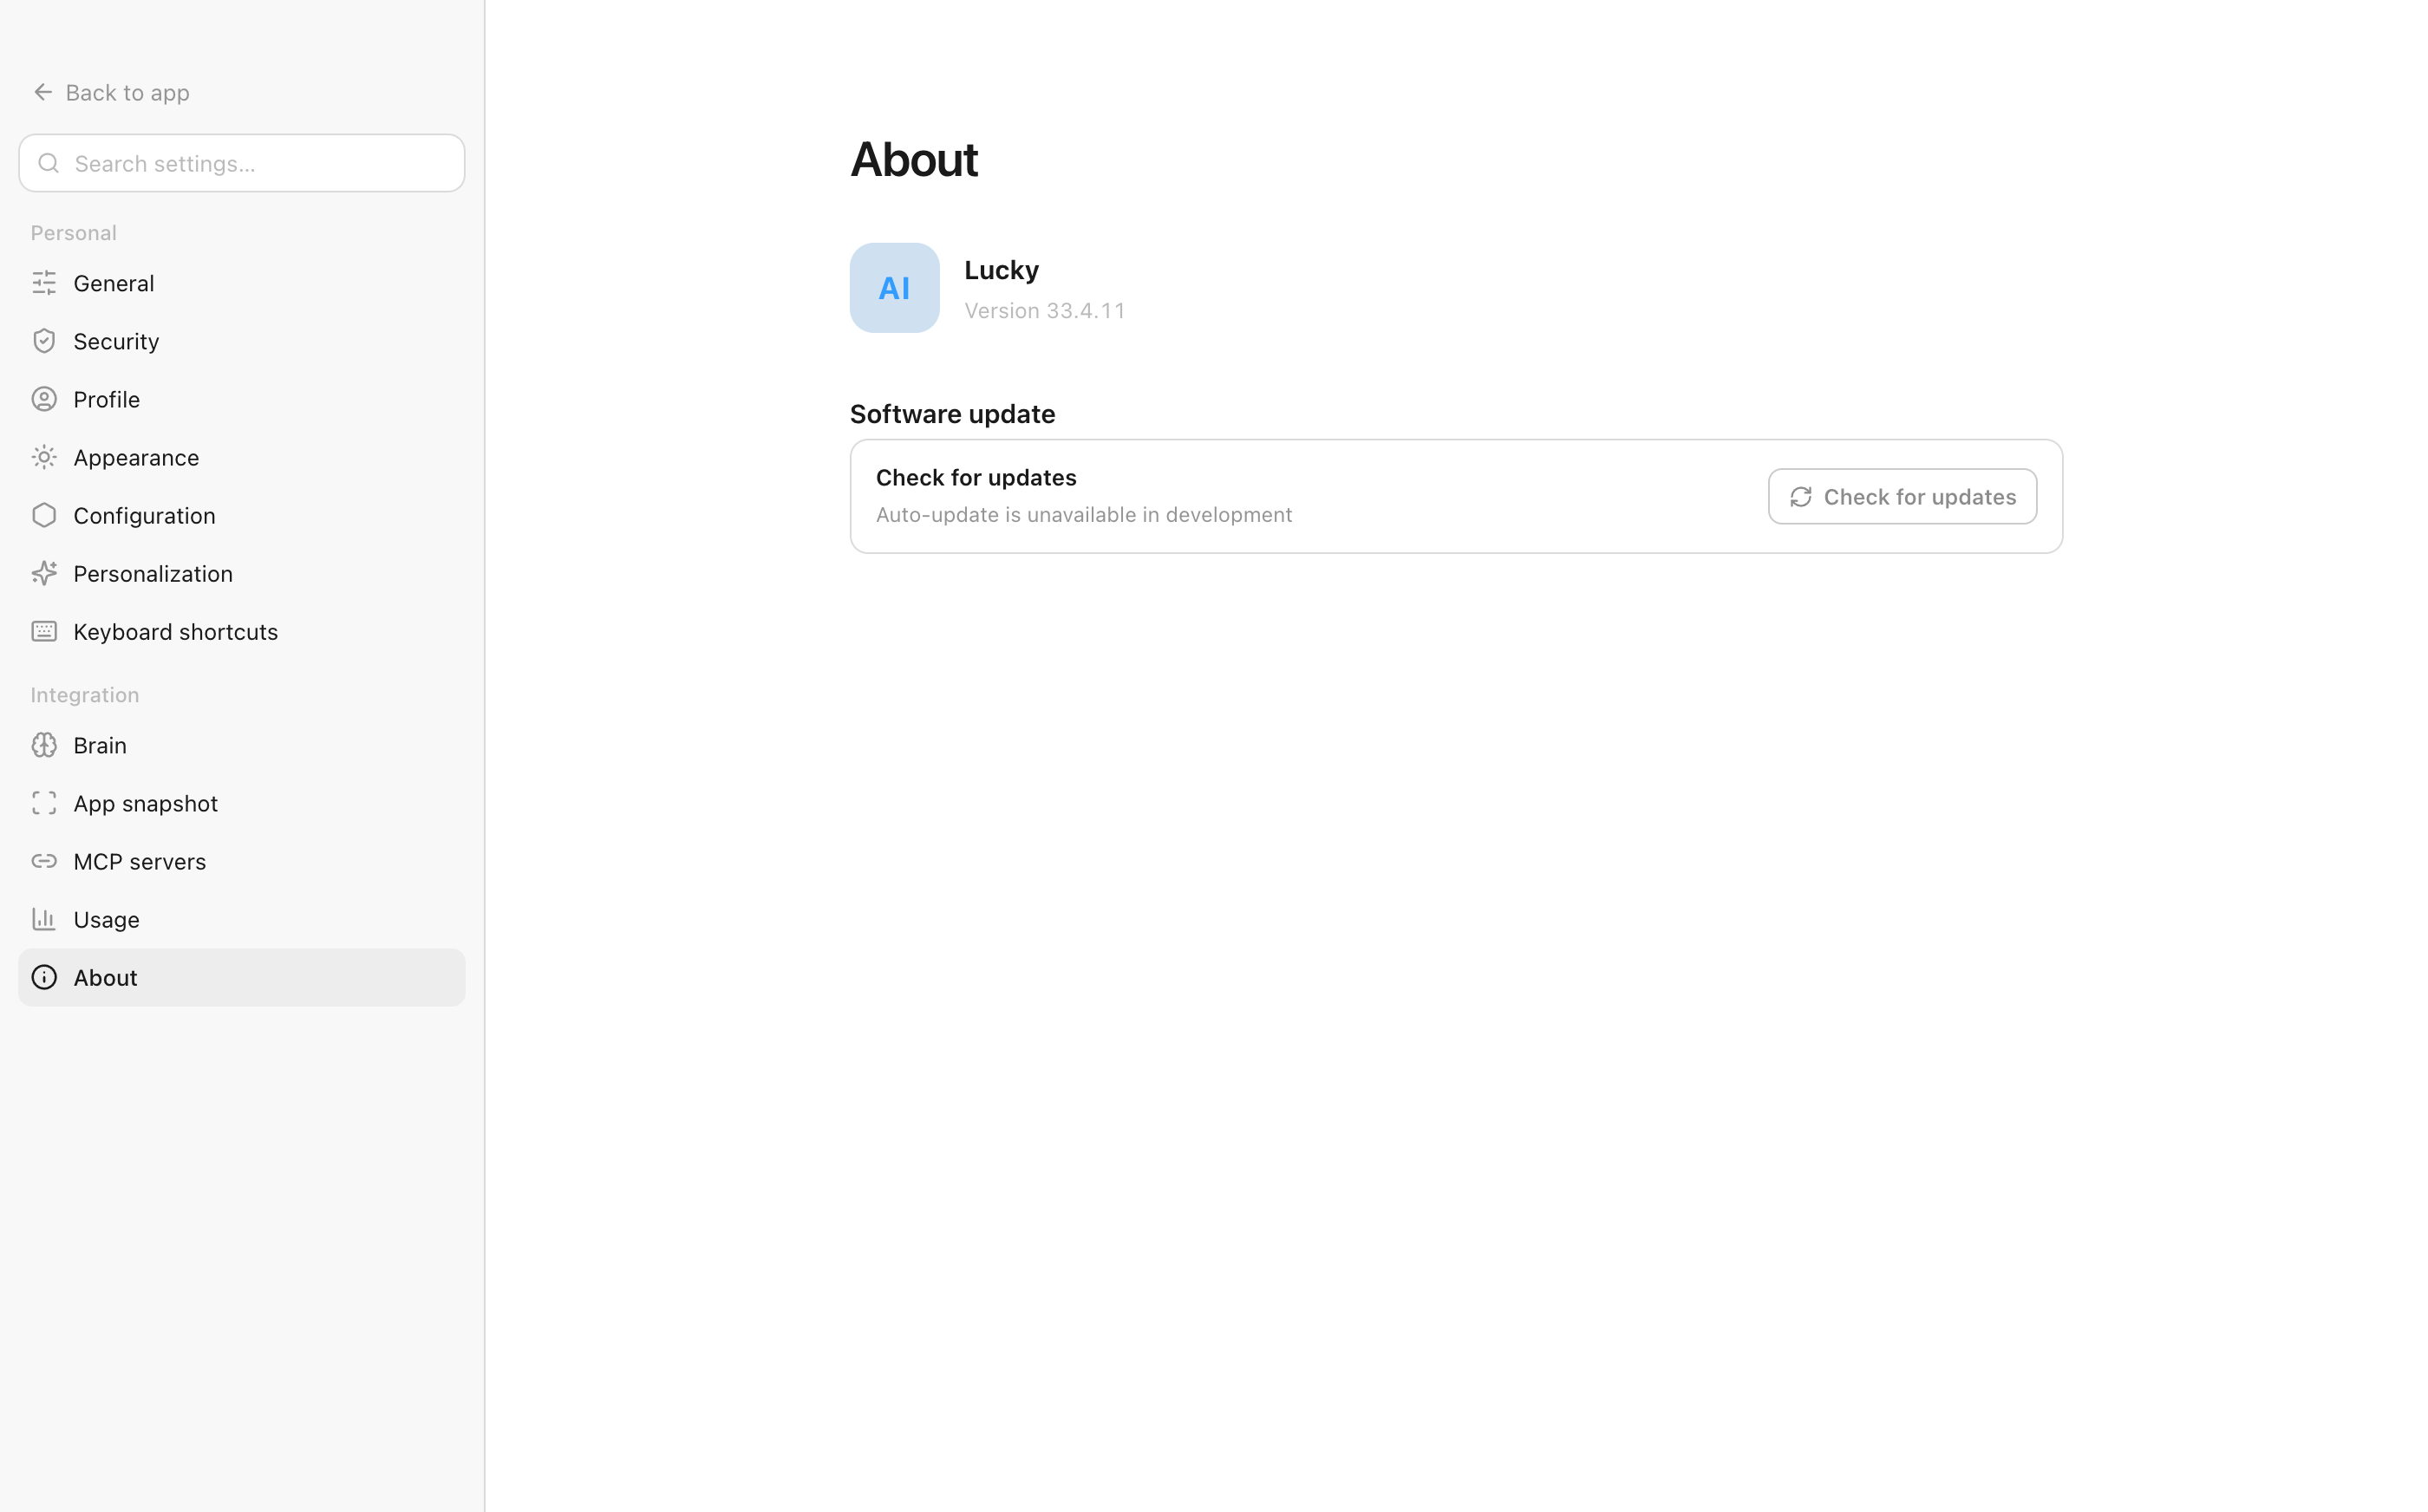 Back to app
Search settings...
Personal
General
Security
Profile
Appearance
Configuration
Personalization
Keyboard shortcuts
Integration
Brain
App snapshot
MCP servers
Usage
About
About
AI
Lucky
Version 33.4.11
Software update
Check for updates
Auto-update is unavailable in development
Check for updates